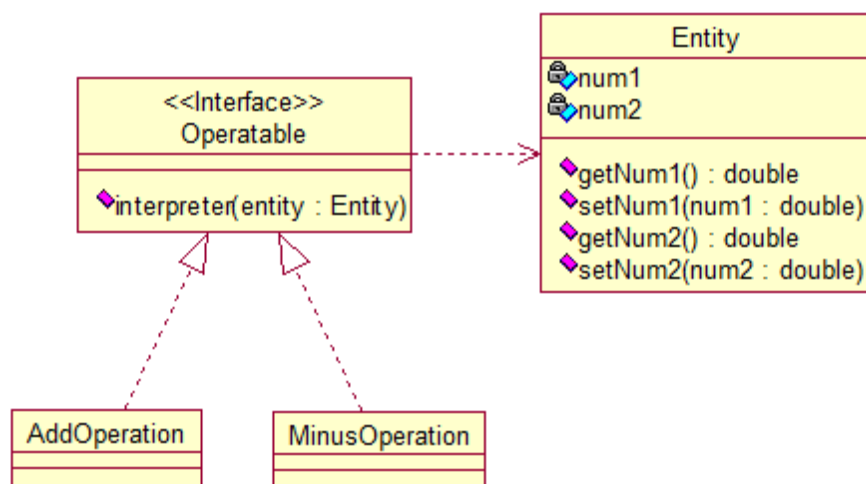 <<Interface>>
Operatable
interpreter(entity : Entity)
Entity
num1
num2
getNum1() : double
setNum1(num1 : double)
getNum2() : double
setNum2(num2 : double)
AddOperation
MinusOperation